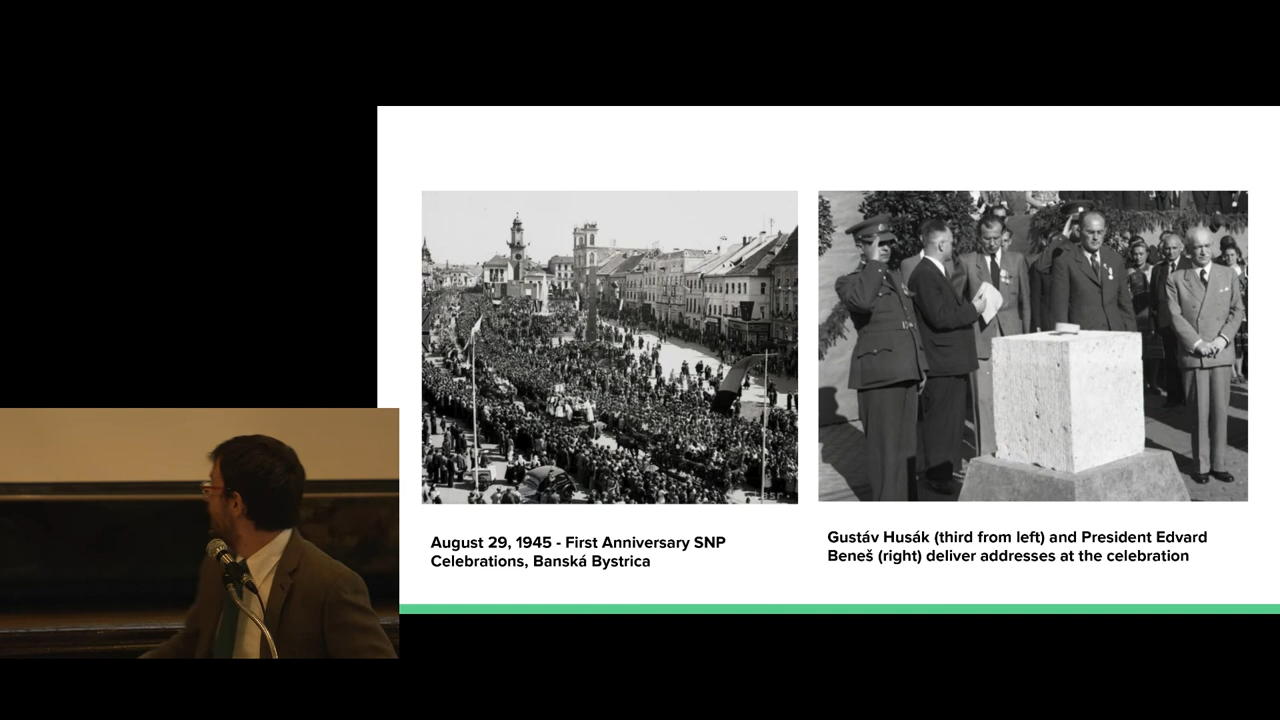 August 29, 1945 - First Anniversary SNP
Celebrations, Banská Bystrica
Gustáv Husák (third from left) and President Edvard
Beneš (right) deliver addresses at the celebration